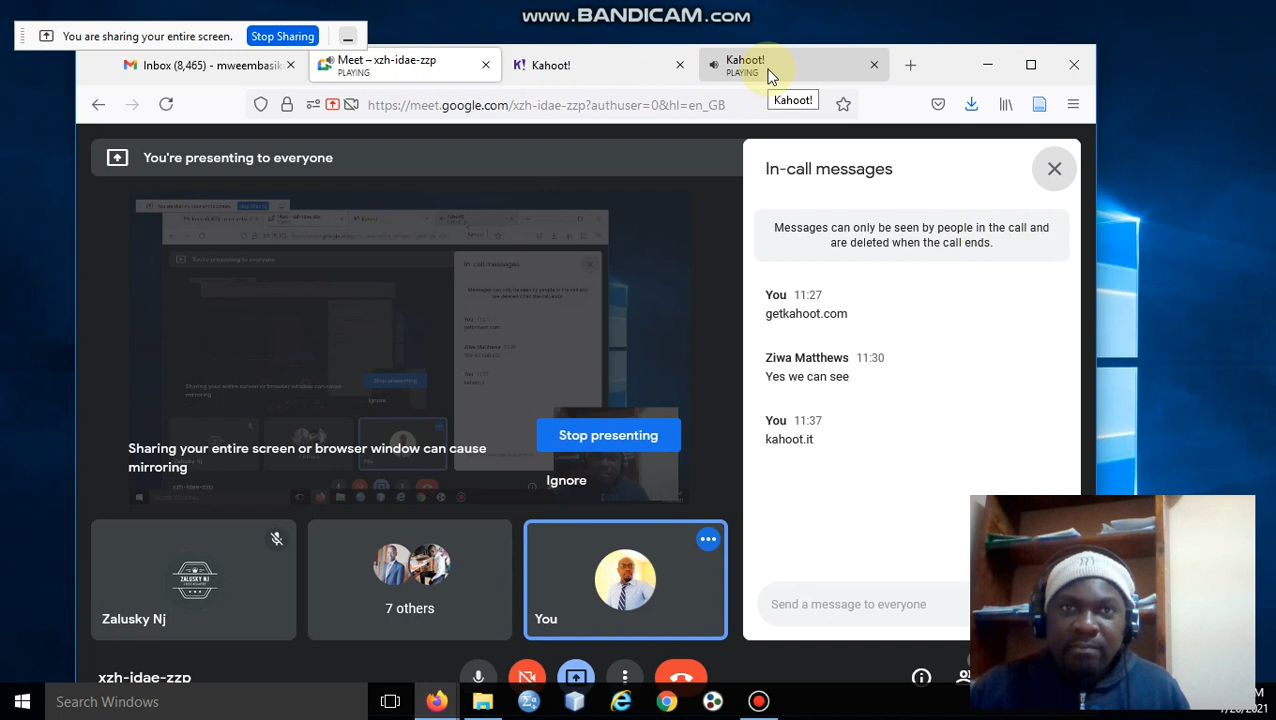 www.BANDICAM.com
You are sharing your entire screen. Stop Sharing
Inbox (8,465) - mweembasik
Meet – xzh-idae-zzp
PLAYING
Kahoot!
Kahoot!
PLAYING
https://meet.google.com/xzh-idae-zzp?authuser=0&hl=en_GB
Kahoot!
You're presenting to everyone
In-call messages
Messages can only be seen by people in the call and
are deleted when the call ends.
You 11:27
getkahoot.com
Ziwa Matthews 11:30
Yes we can see
You 11:37
kahoot.it
Sharing your entire screen or browser window can cause
mirroring
Stop presenting
Ignore
ZALUSKY NJ
Zalusky Nj
7 others
You
Send a message to everyone
xzh-idae-zzp
Search Windows